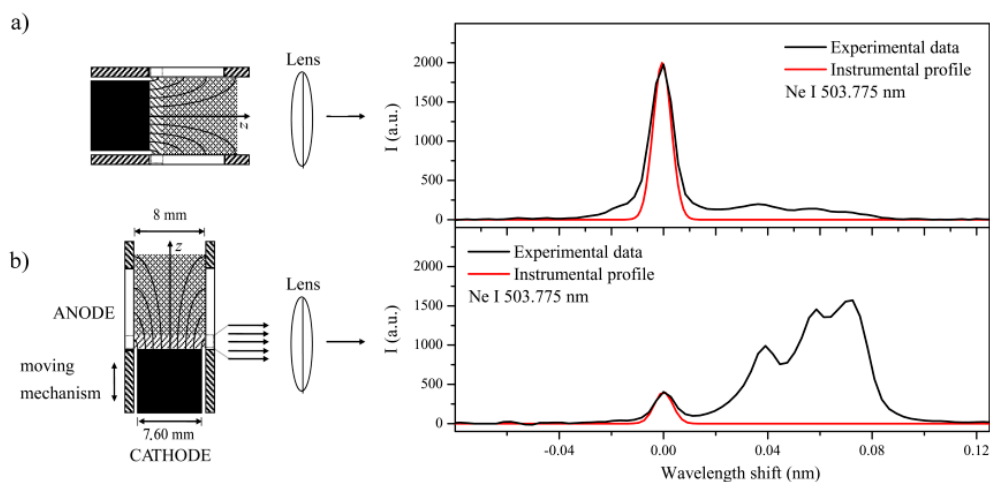 a)
Lens
z
8 mm
b)
z
ANODE
Lens
moving
mechanism
7,60 mm
CATHODE
I (a.u.)
2000
1500
1000
500
0
Experimental data
Instrumental profile
Ne I 503.775 nm
I (a.u.)
2000
1500
1000
500
0
Experimental data
Instrumental profile
Ne I 503.775 nm
-0.04 0.00 0.04 0.08 0.12
Wavelength shift (nm)